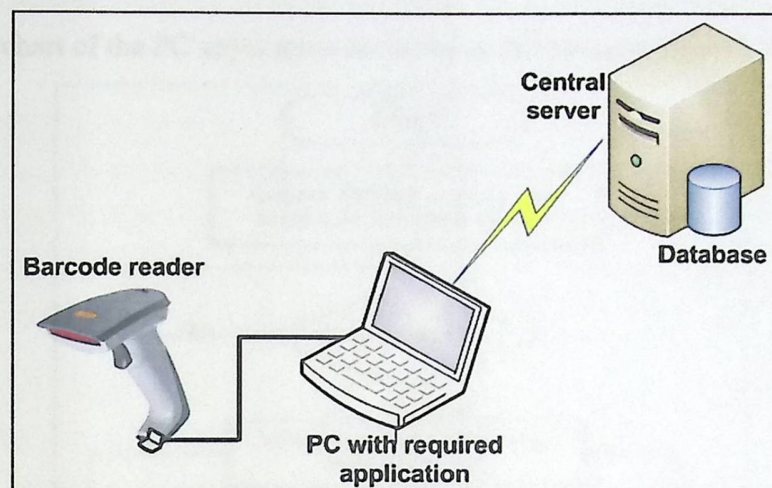 Central
server
Database
Barcode reader
PC with required
application